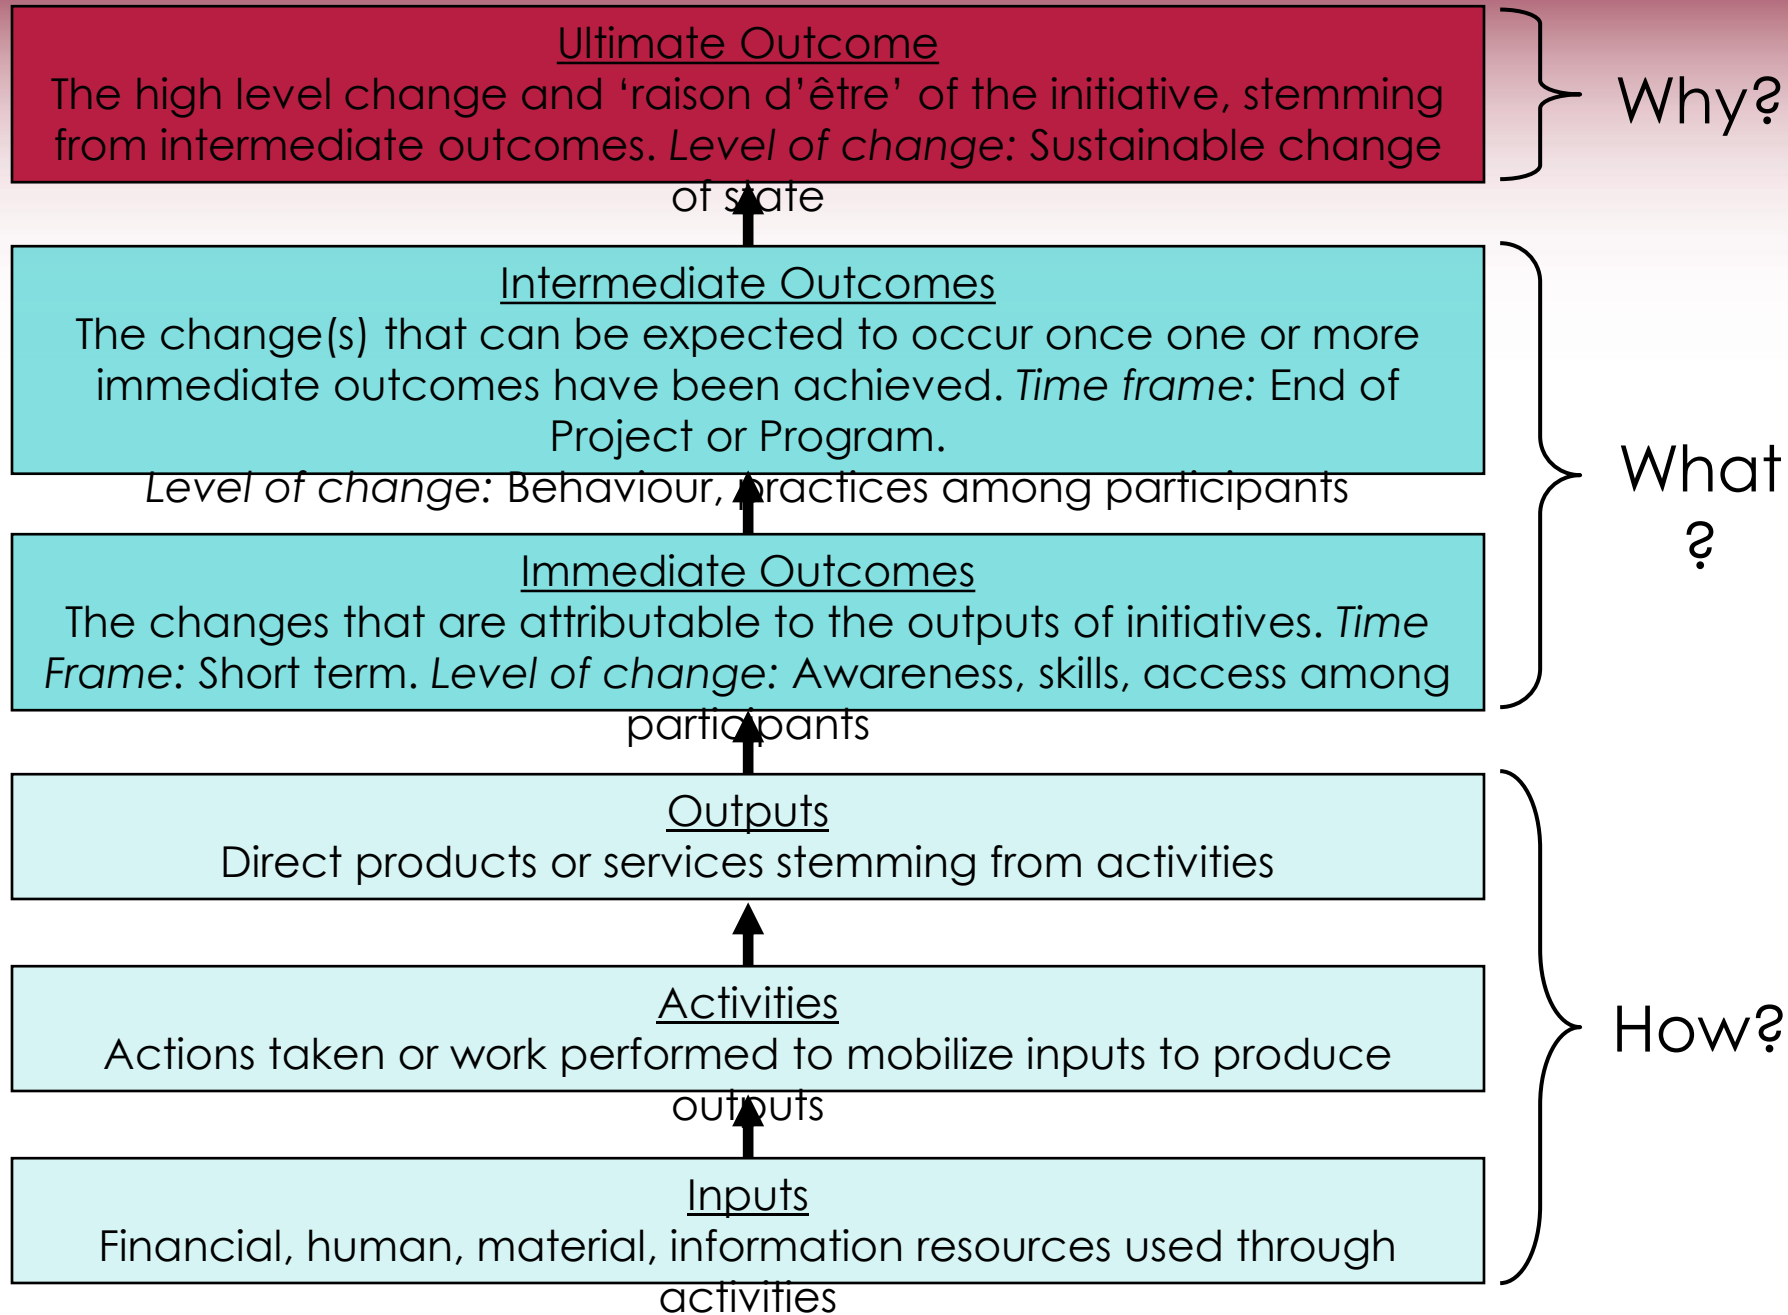 Ultimate Outcome
The high level change and ‘raison d’être’ of the initiative, stemming
from intermediate outcomes. Level of change: Sustainable change
of state
Why?
Intermediate Outcomes
The change(s) that can be expected to occur once one or more
immediate outcomes have been achieved. Time frame: End of
Project or Program.
Level of change: Behaviour, practices among participants
What
?
Immediate Outcomes
The changes that are attributable to the outputs of initiatives. Time
Frame: Short term. Level of change: Awareness, skills, access among
participants
Outputs
Direct products or services stemming from activities
Activities
Actions taken or work performed to mobilize inputs to produce
outputs
How?
Inputs
Financial, human, material, information resources used through
activities